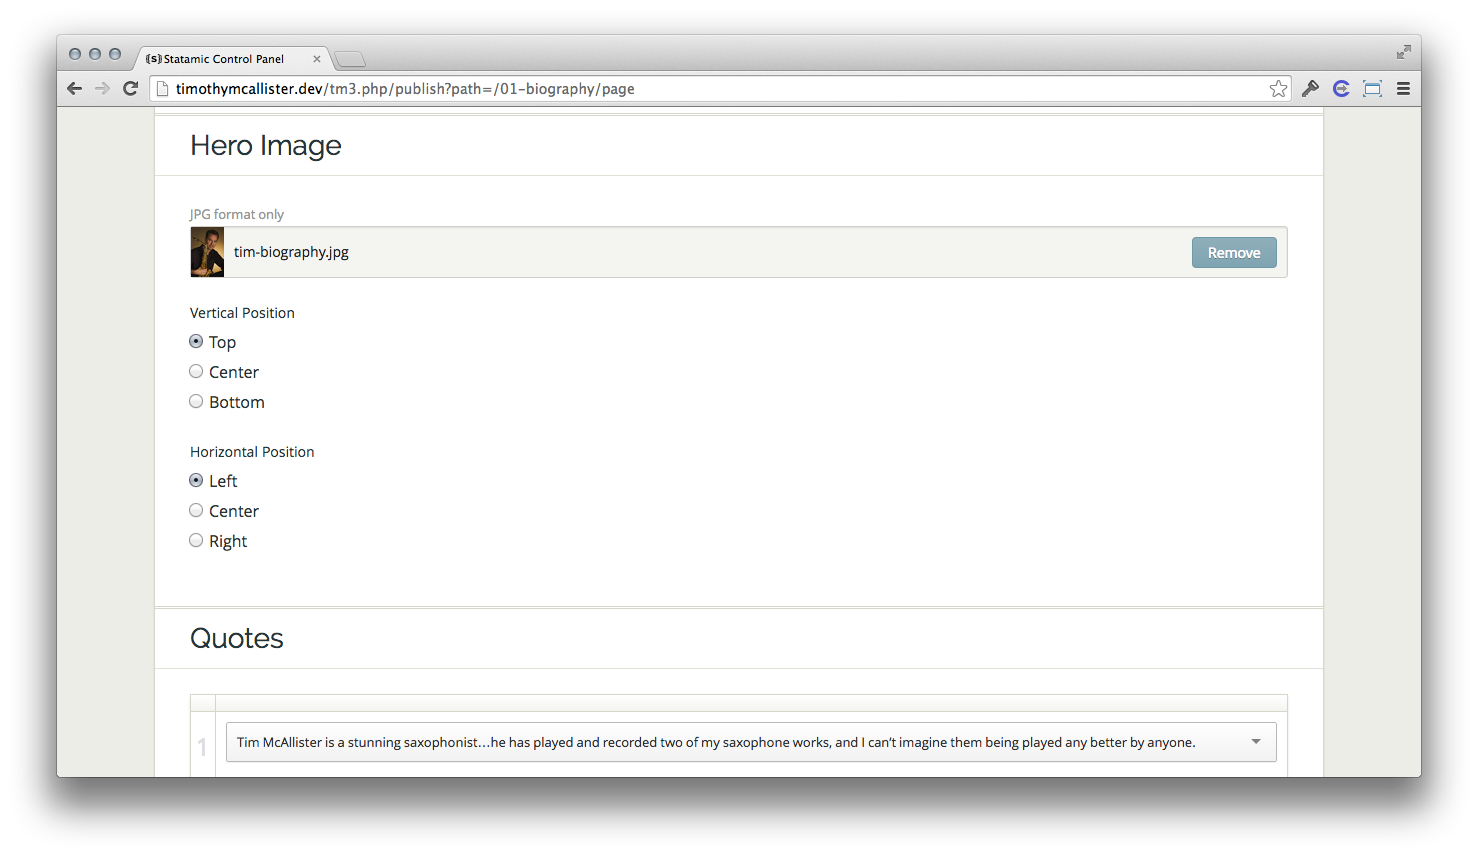 (s) Statamic Control Panel
timothymcallister.dev/tm3.php/publish?path=/01-biography/page
Hero Image
JPG format only
tim-biography.jpg
Remove
Vertical Position
Top
Center
Bottom
Horizontal Position
Left
Center
Right
Quotes
1
Tim McAllister is a stunning saxophonist…he has played and recorded two of my saxophone works, and I can’t imagine them being played any better by anyone.